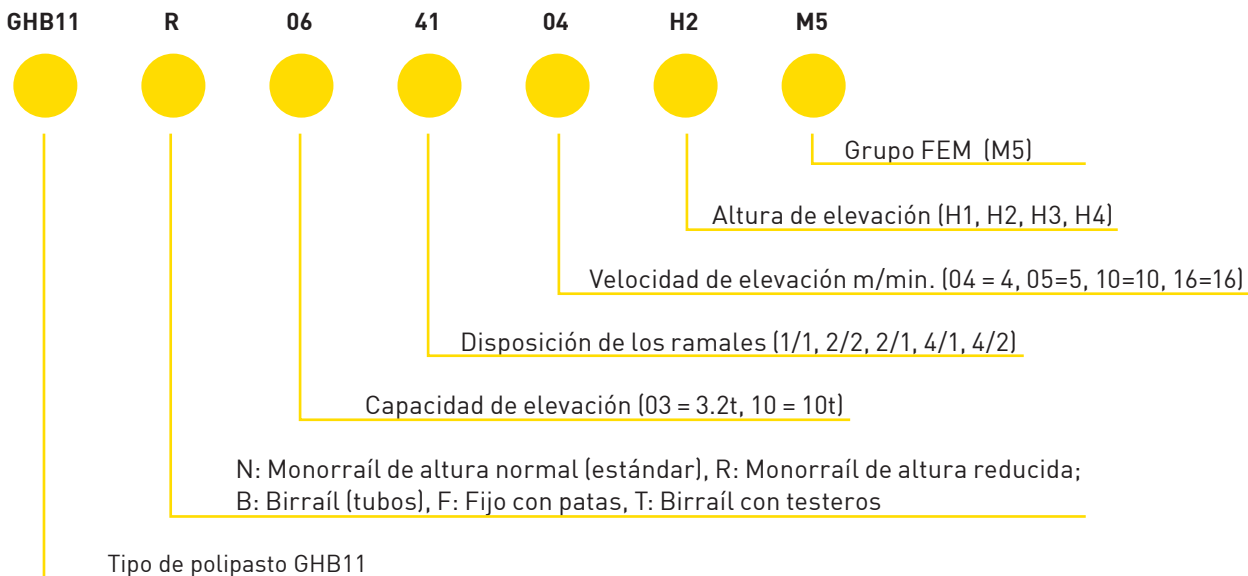 GHB11 R 06 41 04 H2 M5
Grupo FEM (M5)
Altura de elevación (H1, H2, H3, H4)
Velocidad de elevación m/min. (04 = 4, 05=5, 10=10, 16=16)
Disposición de los ramales (1/1, 2/2, 2/1, 4/1, 4/2)
Capacidad de elevación (03 = 3.2t, 10 = 10t)
N: Monorraíl de altura normal (estándar), R: Monorraíl de altura reducida;
B: Birraíl (tubos), F: Fijo con patas, T: Birraíl con testeros
Tipo de polipasto GHB11